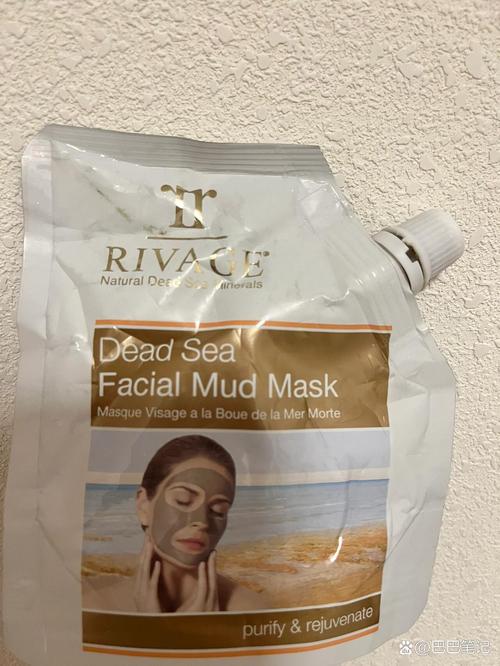 RIVAGE
Natural Dead Sea Minerals
Dead Sea
Facial Mud Mask
Masque Visage a la Boue de la Mer Morte
purify & rejuvenate
@巴巴笔记